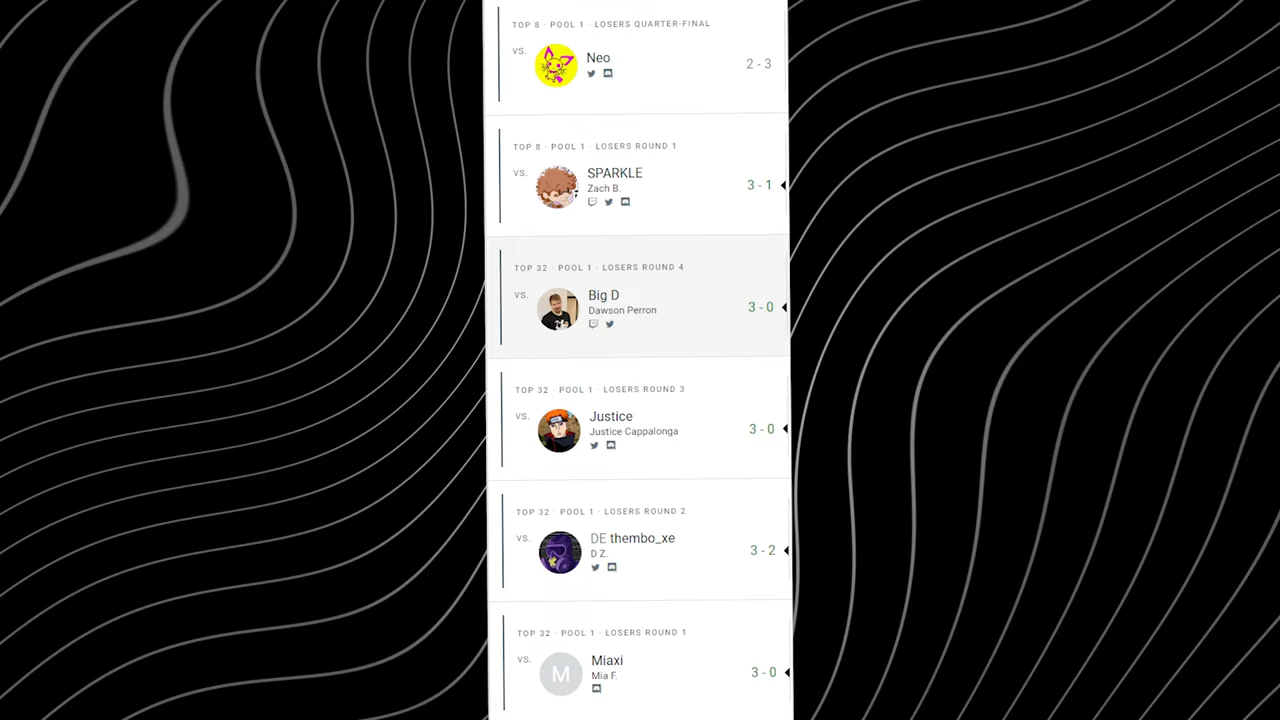 TOP 8 · POOL 1 · LOSERS QUARTER-FINAL
VS. Neo 2 - 3
TOP 8 · POOL 1 · LOSERS ROUND 1
VS. SPARKLE 3 - 1
Zach B.
TOP 32 · POOL 1 · LOSERS ROUND 4
VS. Big D 3 - 0
Dawson Perron
TOP 32 · POOL 1 · LOSERS ROUND 3
VS. Justice 3 - 0
Justice Cappalonga
TOP 32 · POOL 1 · LOSERS ROUND 2
VS. DE thembo_xe 3 - 2
D Z.
TOP 32 · POOL 1 · LOSERS ROUND 1
VS. M Miaxi 3 - 0
Mia F.